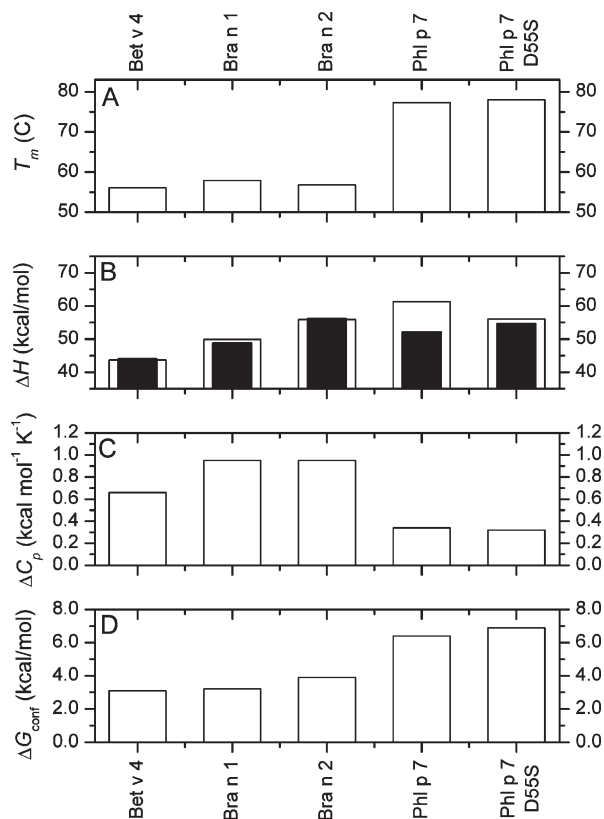 Bet v 4
Bra n 1
Bra n 2
Phl p 7
Phl p 7
D55S
A
T_m (C)
80
70
60
50
80
70
60
50
B
ΔH (kcal/mol)
70
60
50
40
70
60
50
40
C
ΔC_p (kcal mol⁻¹ K⁻¹)
1.2
1.0
0.8
0.6
0.4
0.2
0.0
1.2
1.0
0.8
0.6
0.4
0.2
0.0
D
ΔG_conf (kcal/mol)
8.0
6.0
4.0
2.0
0.0
8.0
6.0
4.0
2.0
0.0
Bet v 4
Bra n 1
Bra n 2
Phl p 7
Phl p 7
D55S